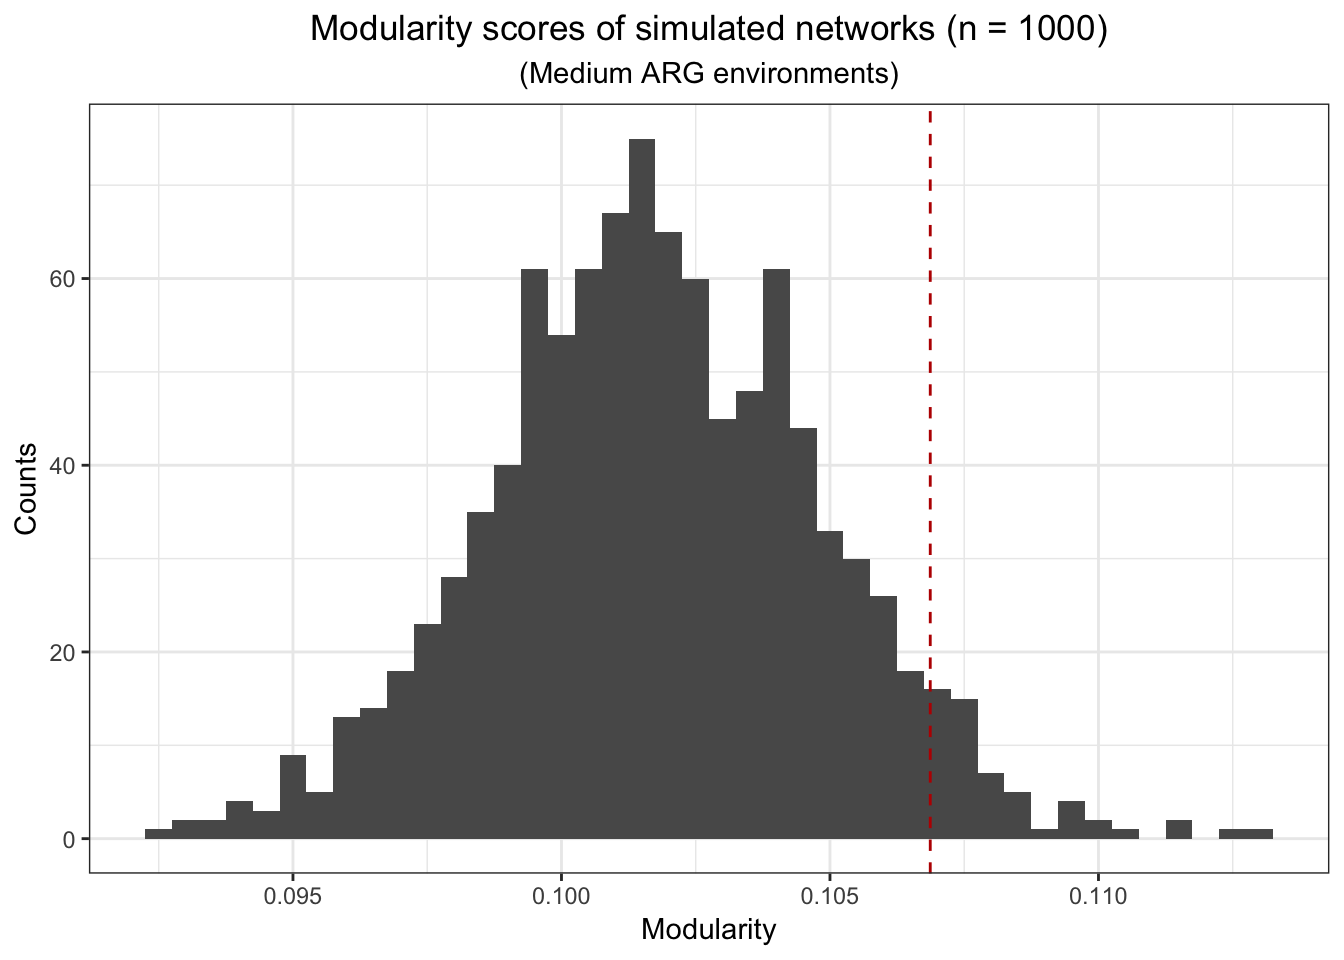 Modularity scores of simulated networks (n = 1000)
(Medium ARG environments)
Counts
60
40
20
0
0.095 0.100 0.105 0.110
Modularity